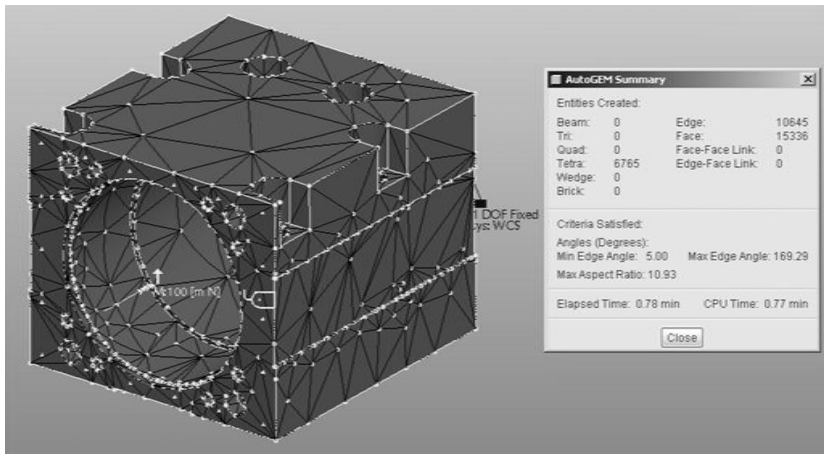 AutoGEM Summary
Entities Created:
Beam: 0 Edge: 10645
Tri: 0 Face: 15336
Quad: 0 Face-Face Link: 0
Tetra: 6765 Edge-Face Link: 0
Wedge: 0
Brick: 0
Criteria Satisfied:
Angles (Degrees):
Min Edge Angle: 5.00 Max Edge Angle: 169.29
Max Aspect Ratio: 10.93
Elapsed Time: 0.78 min CPU Time: 0.77 min
Close
DOF Fixed
sys: WCS
M:100 [m N]